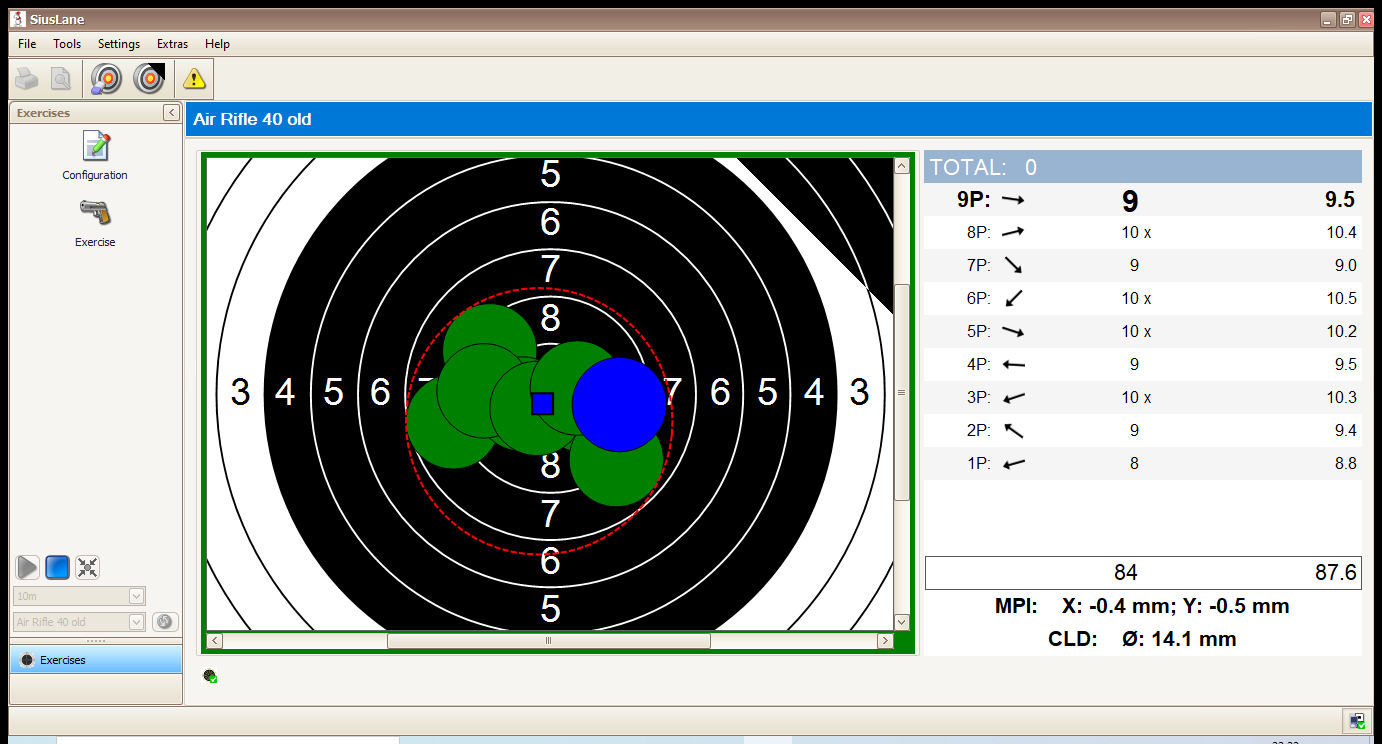 SiusLane
File Tools Settings Extras Help
Exercises
Configuration
Exercise
10m
Air Rifle 40 old
Exercises
Air Rifle 40 old
5
6
7
8
3 4 5 6 7 7 6 5 4 3
8
7
6
5
TOTAL: 0
9P: 9 9.5
8P: 10 x 10.4
7P: 9 9.0
6P: 10 x 10.5
5P: 10 x 10.2
4P: 9 9.5
3P: 10 x 10.3
2P: 9 9.4
1P: 8 8.8
84 87.6
MPI: X: -0.4 mm; Y: -0.5 mm
CLD: Ø: 14.1 mm